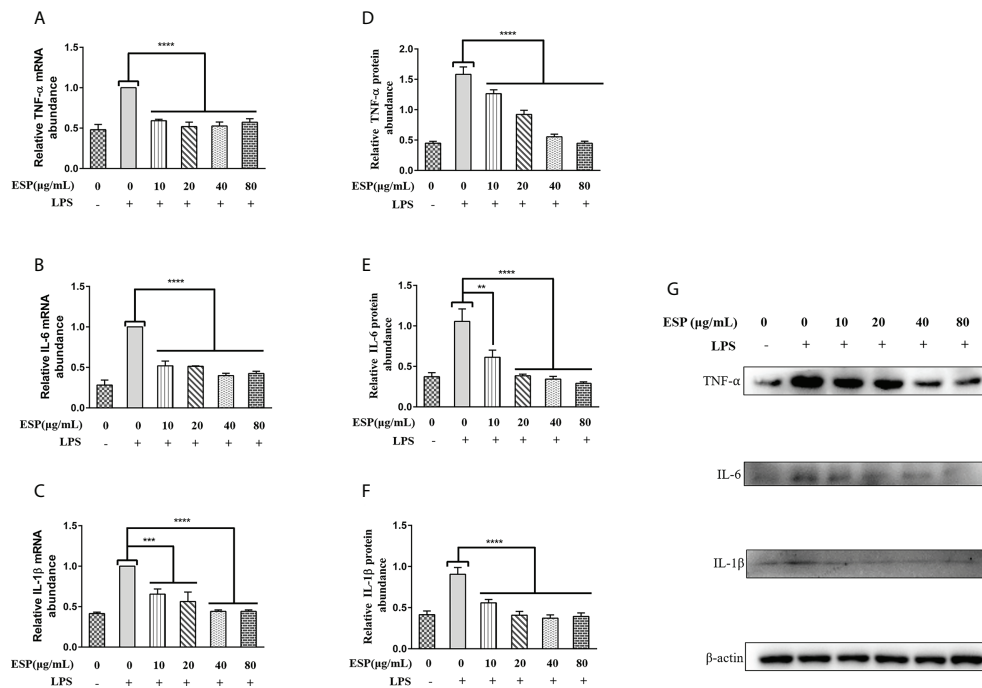 A
Relative TNF-α mRNA
abundance
1.5
1.0
0.5
0.0
****
ESP(μg/mL) 0 0 10 20 40 80
LPS - + + + + +
B
Relative IL-6 mRNA
abundance
1.5
1.0
0.5
0.0
****
ESP(μg/mL) 0 0 10 20 40 80
LPS - + + + + +
C
Relative IL-1β mRNA
abundance
1.5
1.0
0.5
0.0
****
***
ESP(μg/mL) 0 0 10 20 40 80
LPS - + + + + +
D
Relative TNF-α protein
abundance
2.0
1.5
1.0
0.5
0.0
****
ESP(μg/mL) 0 0 10 20 40 80
LPS - + + + + +
E
Relative IL-6 protein
abundance
1.5
1.0
0.5
0.0
****
**
ESP(μg/mL) 0 0 10 20 40 80
LPS - + + + + +
F
Relative IL-1β protein
abundance
1.5
1.0
0.5
0.0
****
ESP(μg/mL) 0 0 10 20 40 80
LPS - + + + + +
G
ESP (μg/mL) 0 0 10 20 40 80
LPS - + + + + +
TNF-α
IL-6
IL-1β
β-actin